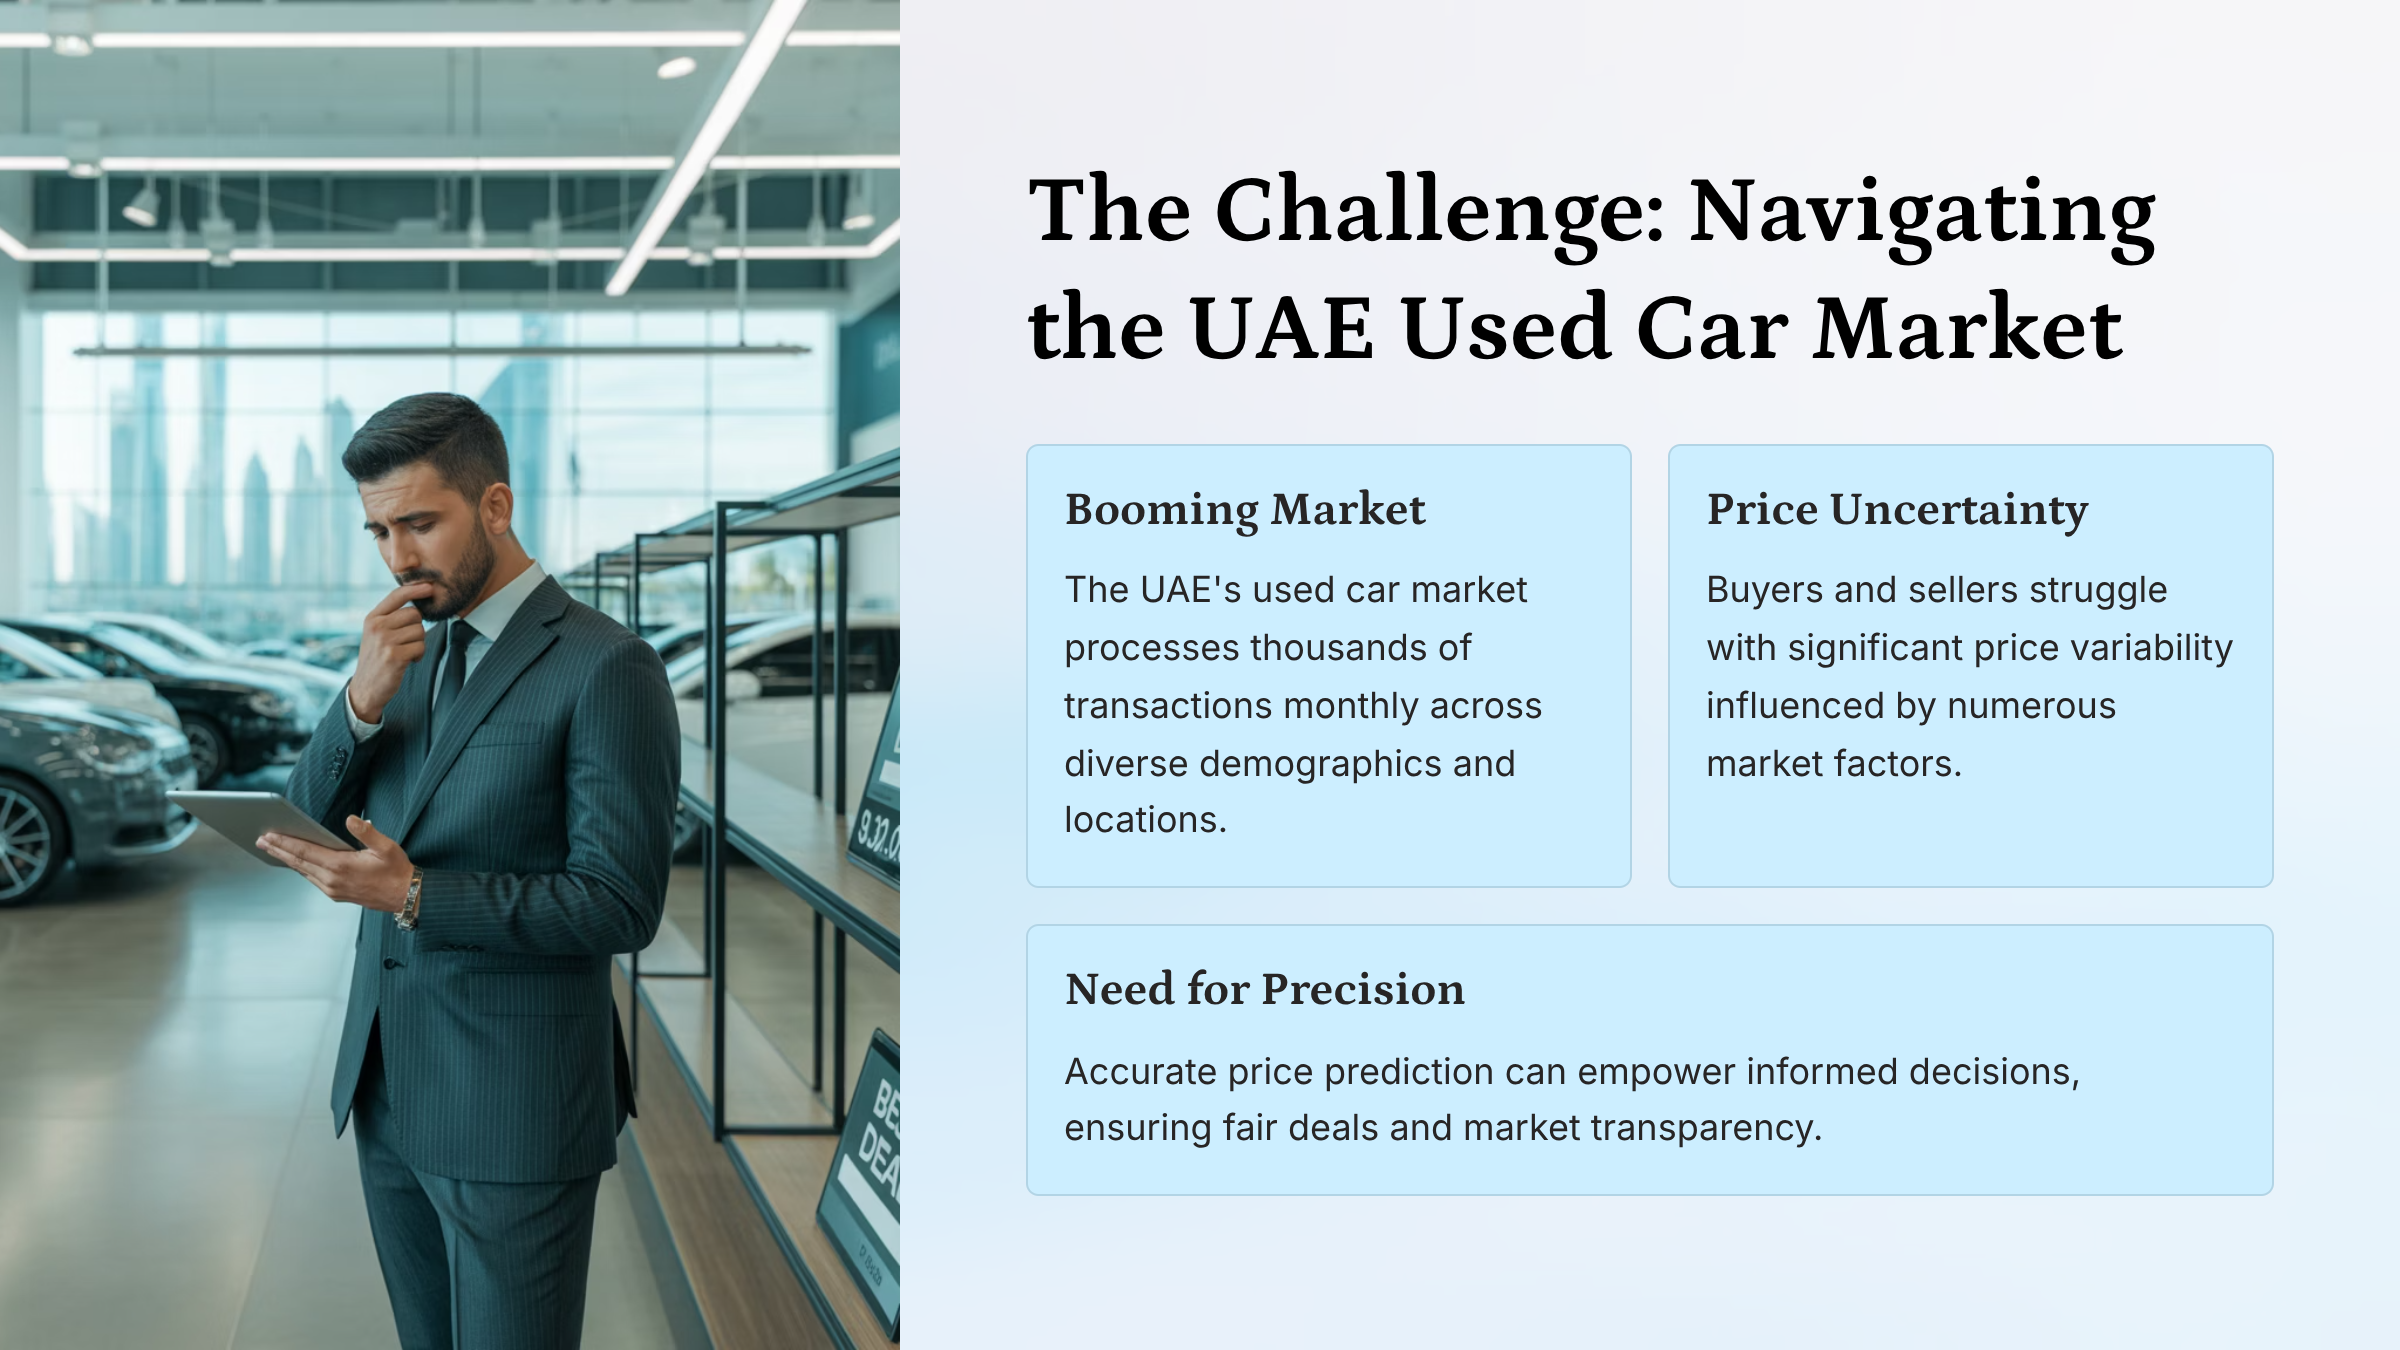 The Challenge: Navigating
the UAE Used Car Market
Booming Market
The UAE's used car market
processes thousands of
transactions monthly across
diverse demographics and
locations.
Price Uncertainty
Buyers and sellers struggle
with significant price variability
influenced by numerous
market factors.
Need for Precision
Accurate price prediction can empower informed decisions,
ensuring fair deals and market transparency.